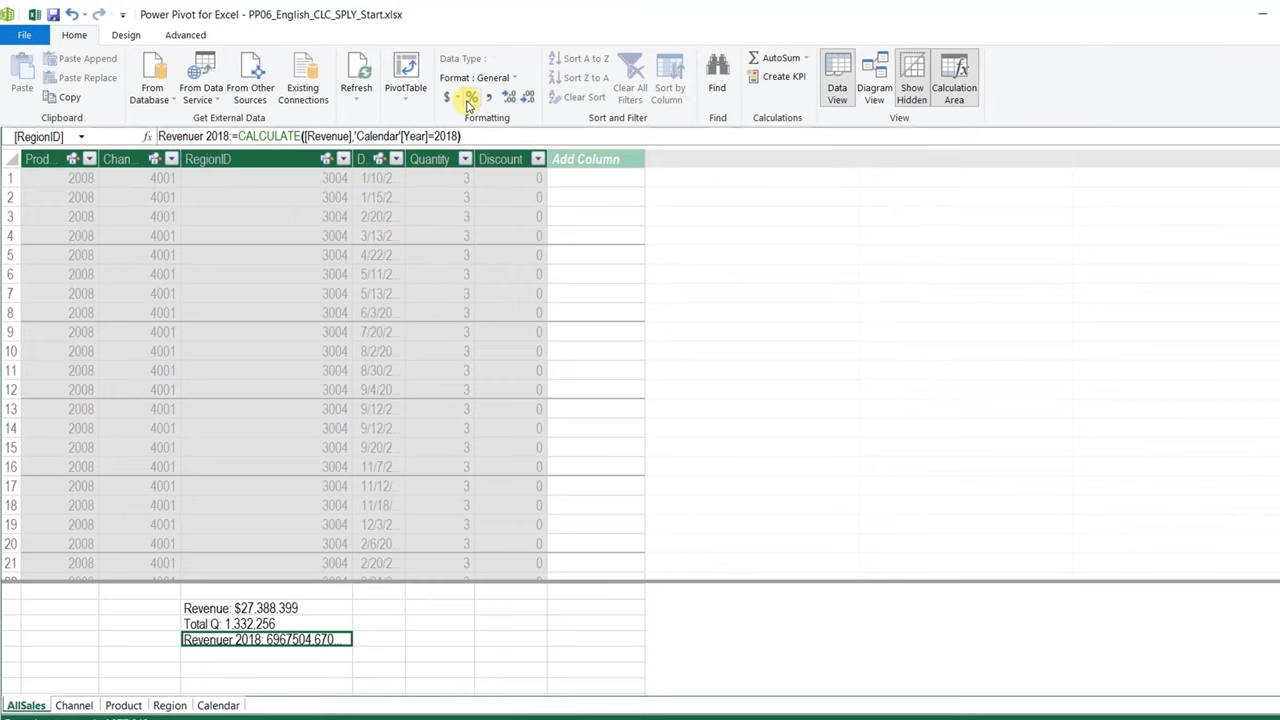 Power Pivot for Excel - PP06_English_CLC_SPLY_Start.xlsx
File Home Design Advanced
Paste
Paste Append
Paste Replace
Copy
Clipboard
From Database
From Data Service
From Other Sources
Get External Data
Refresh
PivotTable
Data Type :
Format : General
$ % ,
Formatting
Sort A to Z
Sort Z to A
Clear Sort
Clear All Filters
Sort by Column
Sort and Filter
Find
Find
AutoSum
Create KPI
Calculations
Data View
Diagram View
Show Hidden
Calculation Area
View
[RegionID] fx Revenuer 2018:=CALCULATE([Revenue],'Calendar'[Year]=2018)
Prod... Chan... RegionID D... Quantity Discount Add Column
1 2008 4001 3004 1/10/2... 3 0
2 2008 4001 3004 1/15/2... 3 0
3 2008 4001 3004 2/20/2... 3 0
4 2008 4001 3004 3/13/2... 3 0
5 2008 4001 3004 4/22/2... 3 0
6 2008 4001 3004 5/11/2... 3 0
7 2008 4001 3004 5/13/2... 3 0
8 2008 4001 3004 6/3/20... 3 0
9 2008 4001 3004 7/20/2... 3 0
10 2008 4001 3004 8/2/20... 3 0
11 2008 4001 3004 8/30/2... 3 0
12 2008 4001 3004 9/4/20... 3 0
13 2008 4001 3004 9/12/2... 3 0
14 2008 4001 3004 9/12/2... 3 0
15 2008 4001 3004 9/20/2... 3 0
16 2008 4001 3004 11/7/2... 3 0
17 2008 4001 3004 11/12/... 3 0
18 2008 4001 3004 11/18/... 3 0
19 2008 4001 3004 12/3/2... 3 0
20 2008 4001 3004 2/6/20... 3 0
21 2008 4001 3004 2/20/2... 3 0
Revenue: $27,388,399
Total Q: 1,332,256
Revenuer 2018: 6967504.670...
AllSales Channel Product Region Calendar